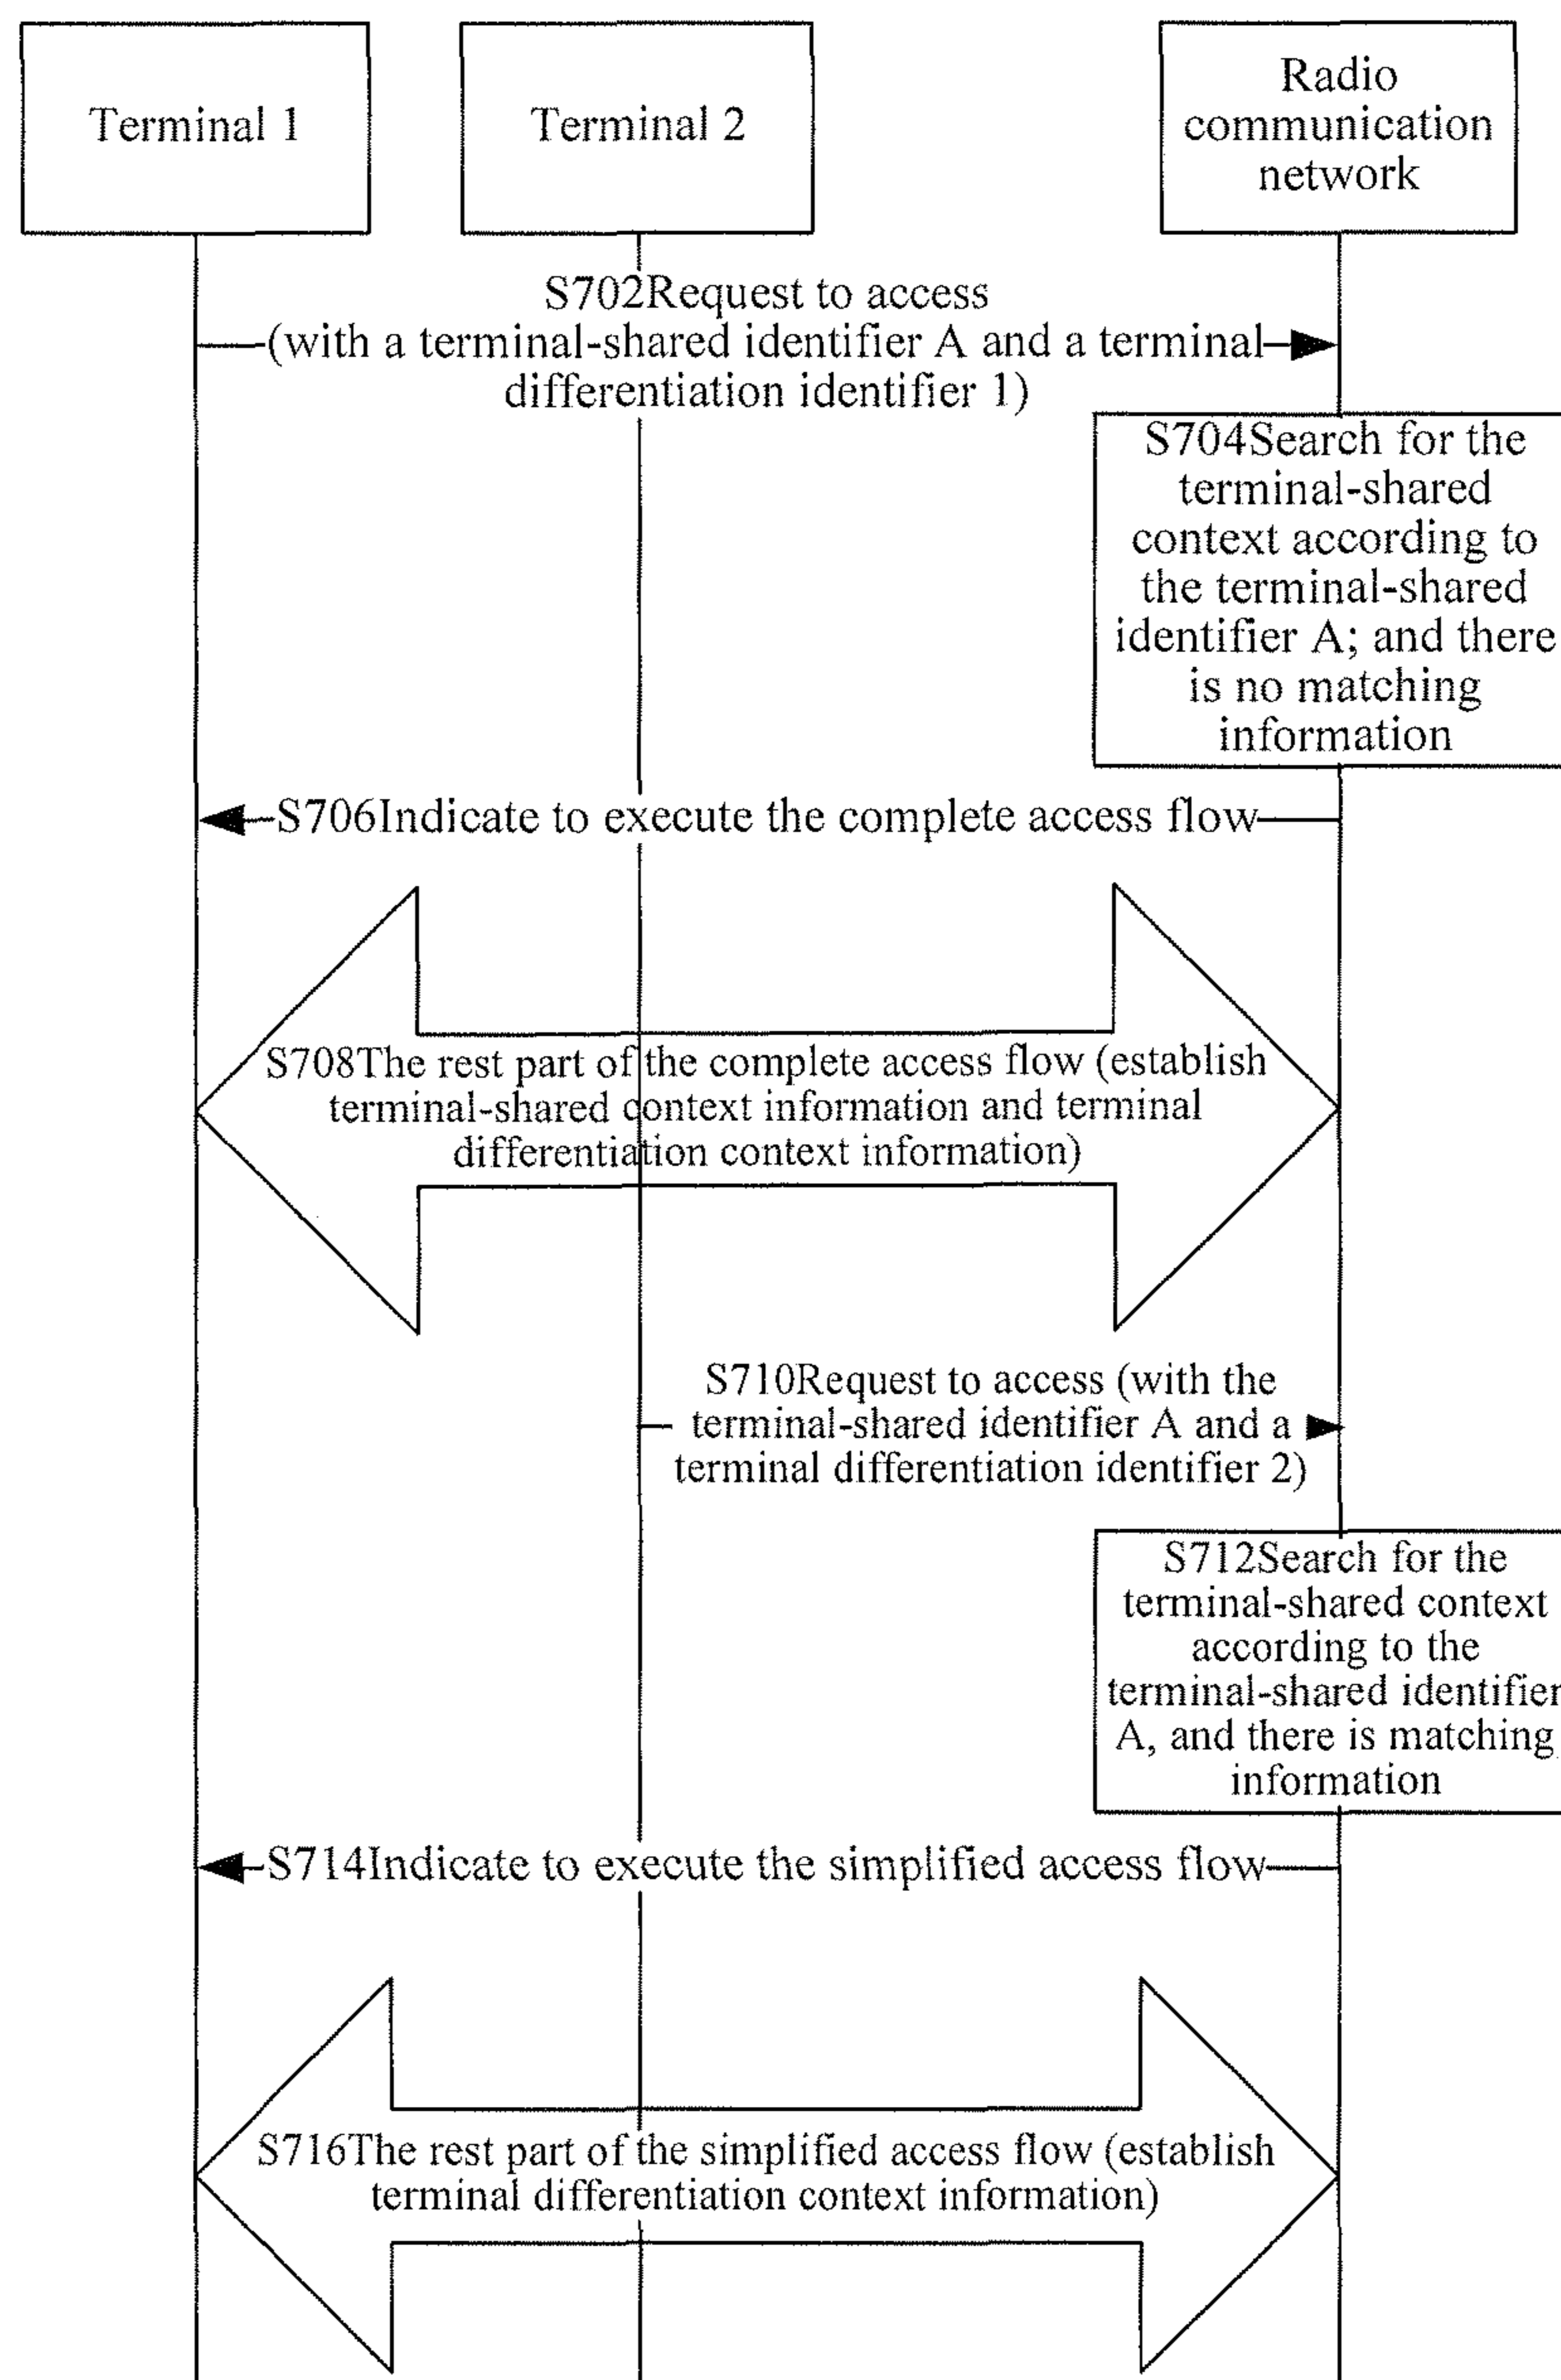 Terminal 1
Terminal 2
Radio
communication
network
S702Request to access
(with a terminal-shared identifier A and a terminal
differentiation identifier 1)
S704Search for the
terminal-shared
context according to
the terminal-shared
identifier A; and there
is no matching
information
S706Indicate to execute the complete access flow
S708The rest part of the complete access flow (establish
terminal-shared context information and terminal
differentiation context information)
S710Request to access (with the
terminal-shared identifier A and a
terminal differentiation identifier 2)
S712Search for the
terminal-shared context
according to the
terminal-shared identifier
A, and there is matching
information
S714Indicate to execute the simplified access flow
S716The rest part of the simplified access flow (establish
terminal differentiation context information)